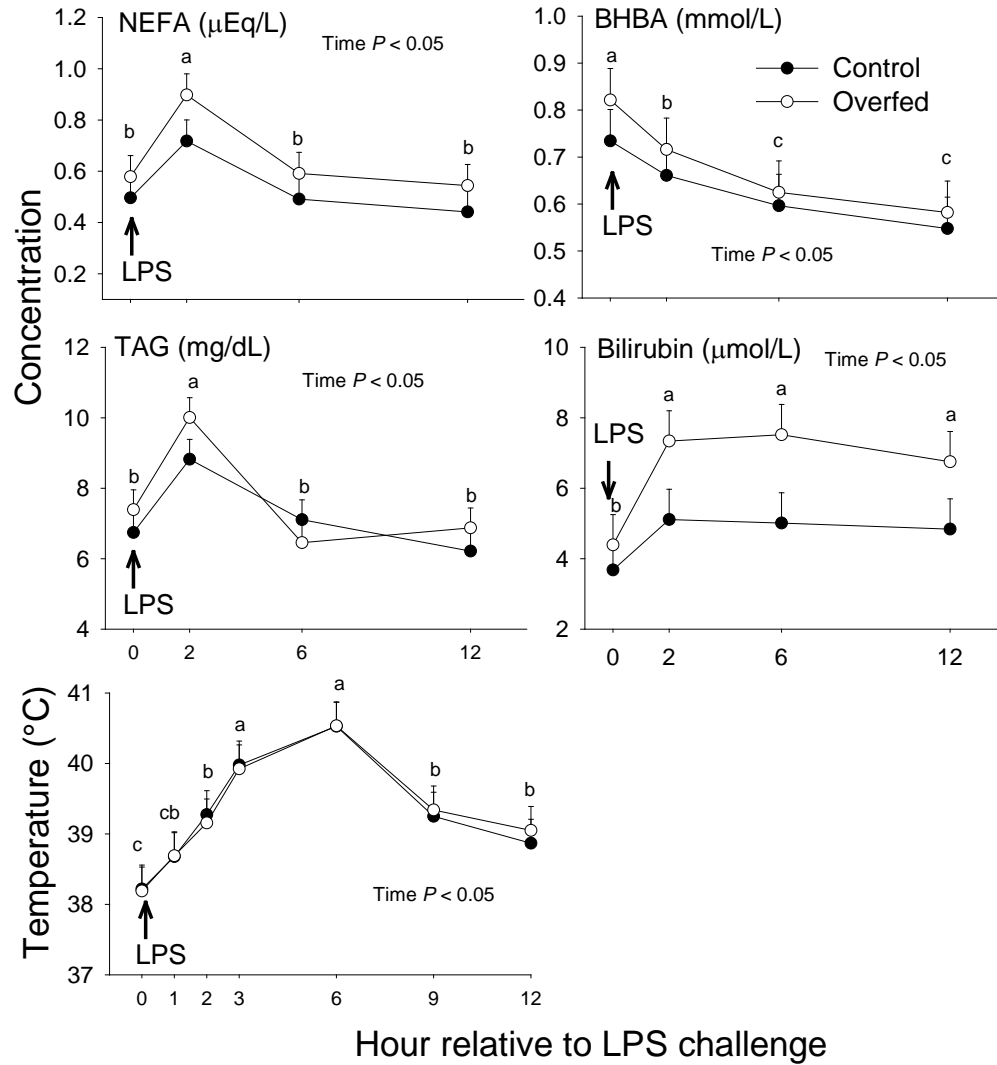 NEFA (μEq/L)
Time P < 0.05
1.2
1.0
0.8
0.6
0.4
0.2
a
b
b
b
LPS
BHBA (mmol/L)
Control
Overfed
1.0
0.9
0.8
0.7
0.6
0.5
0.4
a
b
c
c
LPS
Time P < 0.05
Concentration
TAG (mg/dL)
Time P < 0.05
12
10
8
6
4
a
b
b
b
LPS
0
2
6
12
Bilirubin (μmol/L)
Time P < 0.05
10
8
6
4
2
LPS
a
a
a
b
0
2
6
12
Temperature (°C)
41
40
39
38
37
a
a
b
b
b
cb
c
Time P < 0.05
LPS
0
1
2
3
6
9
12
Hour relative to LPS challenge